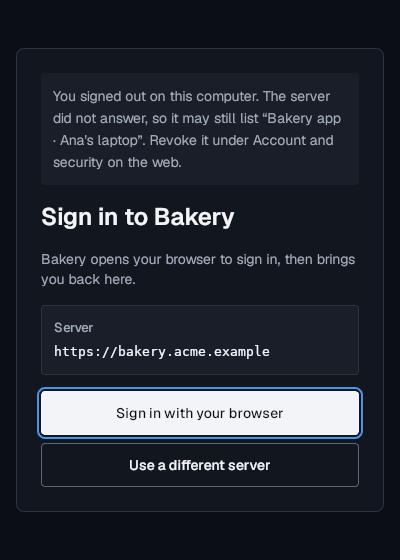 You signed out on this computer. The server
did not answer, so it may still list “Bakery app
· Ana's laptop”. Revoke it under Account and
security on the web.
Sign in to Bakery
Bakery opens your browser to sign in, then brings
you back here.
Server
https://bakery.acme.example
Sign in with your browser
Use a different server